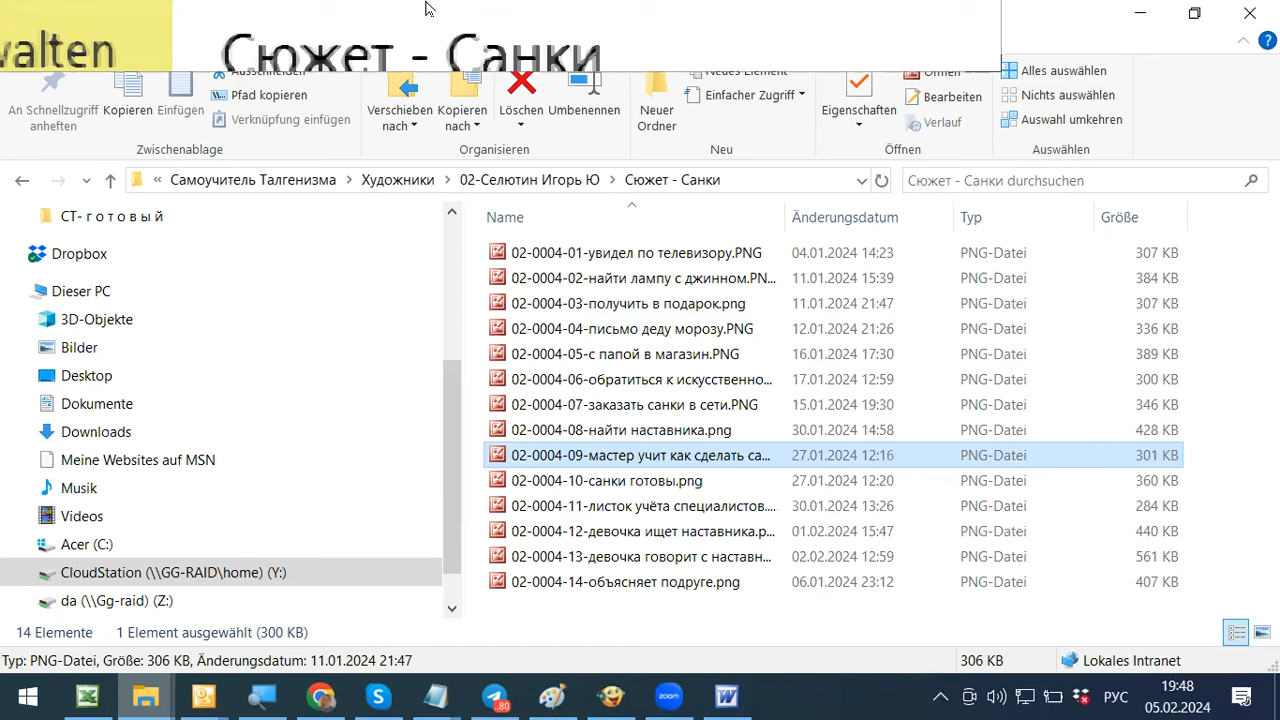 walten
Сюжет - Санки
An Schnellzugriff anheften
Kopieren
Einfügen
Ausschneiden
Pfad kopieren
Verknüpfung einfügen
Zwischenablage
Verschieben nach
Kopieren nach
Löschen
Umbenennen
Organisieren
Neuer Ordner
Neues Element
Einfacher Zugriff
Neu
Eigenschaften
Öffnen
Bearbeiten
Verlauf
Öffnen
Alles auswählen
Nichts auswählen
Auswahl umkehren
Auswählen
« Самоучитель Талгенизма > Художники > 02-Селютин Игорь Ю > Сюжет - Санки
Сюжет - Санки durchsuchen
СТ- г о т о в ы й
Dropbox
Dieser PC
3D-Objekte
Bilder
Desktop
Dokumente
Downloads
Meine Websites auf MSN
Musik
Videos
Acer (C:)
CloudStation (\\GG-RAID\home) (Y:)
da (\\Gg-raid) (Z:)
Name Änderungsdatum Typ Größe
02-0004-01-увидел по телевизору.PNG 04.01.2024 14:23 PNG-Datei 307 KB
02-0004-02-найти лампу с джинном.PN... 11.01.2024 15:39 PNG-Datei 384 KB
02-0004-03-получить в подарок.png 11.01.2024 21:47 PNG-Datei 307 KB
02-0004-04-письмо деду морозу.PNG 12.01.2024 21:26 PNG-Datei 336 KB
02-0004-05-с папой в магазин.PNG 16.01.2024 17:30 PNG-Datei 389 KB
02-0004-06-обратиться к искусственно... 17.01.2024 12:59 PNG-Datei 300 KB
02-0004-07-заказать санки в сети.PNG 15.01.2024 19:30 PNG-Datei 346 KB
02-0004-08-найти наставника.png 30.01.2024 14:58 PNG-Datei 428 KB
02-0004-09-мастер учит как сделать са... 27.01.2024 12:16 PNG-Datei 301 KB
02-0004-10-санки готовы.png 27.01.2024 12:20 PNG-Datei 360 KB
02-0004-11-листок учёта специалистов.... 30.01.2024 13:26 PNG-Datei 284 KB
02-0004-12-девочка ищет наставника.p... 01.02.2024 15:47 PNG-Datei 440 KB
02-0004-13-девочка говорит с наставн... 02.02.2024 12:59 PNG-Datei 561 KB
02-0004-14-объясняет подруге.png 06.01.2024 23:12 PNG-Datei 407 KB
14 Elemente 1 Element ausgewählt (300 KB)
Typ: PNG-Datei, Größe: 306 KB, Änderungsdatum: 11.01.2024 21:47 306 KB Lokales Intranet
80
zoom
РУС
19:48
05.02.2024